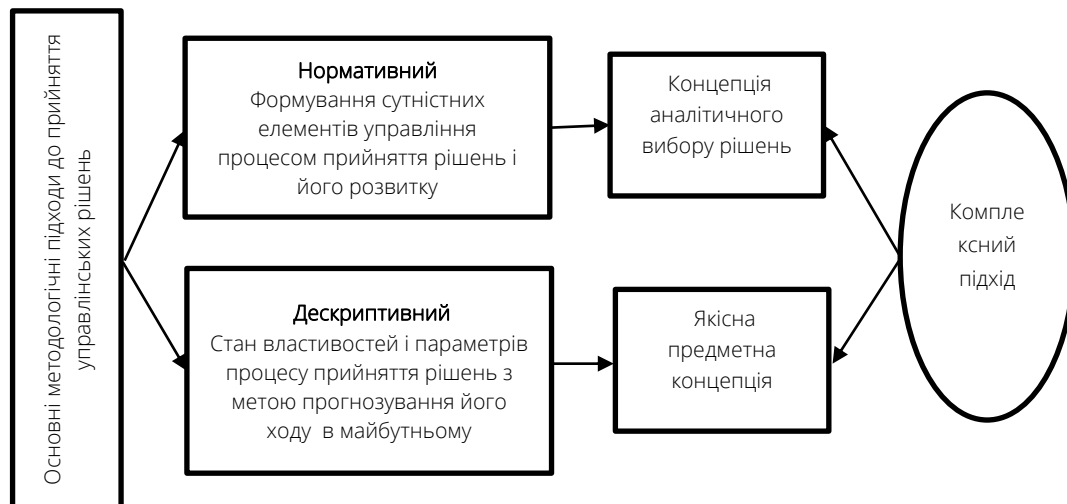 Основні методологічні підходи до прийняття
управлінських рішень
Нормативний
Формування сутністних
елементів управління
процесом прийняття рішень і
його розвитку
Концепція
аналітичного
вибору рішень
Дескриптивний
Стан властивостей і параметрів
процесу прийняття рішень з
метою прогнозування його
ходу в майбутньому
Якісна
предметна
концепція
Компле
ксний
підхід